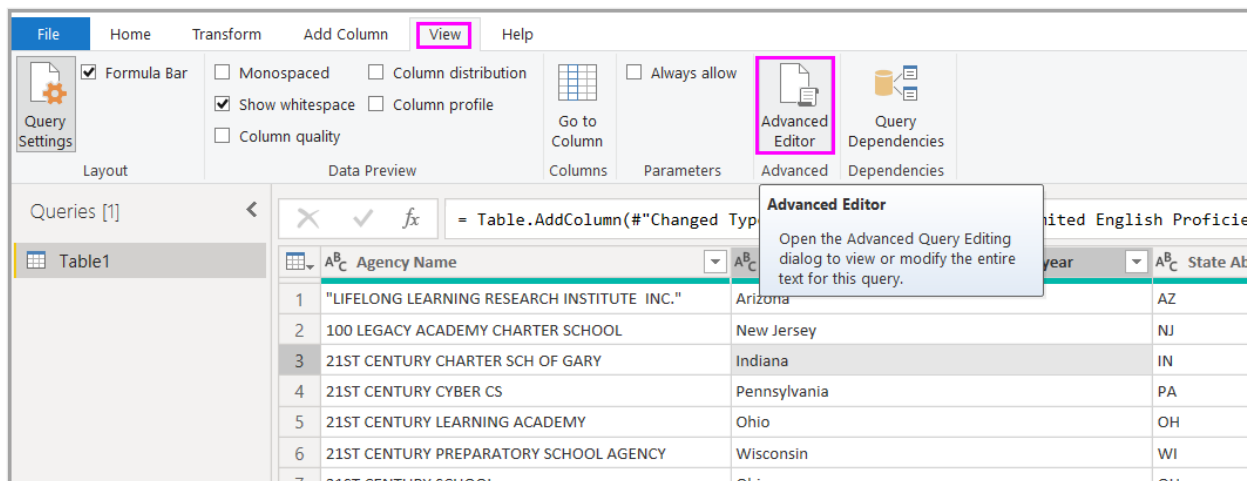 File Home Transform Add Column View Help
Formula Bar Monospaced Column distribution Always allow
Show whitespace Column profile
Query Settings Column quality Go to Column Advanced Editor Query Dependencies
Layout Data Preview Columns Parameters Advanced Dependencies
Queries [1] fx = Table.AddColumn(#"Changed English
Advanced Editor
Open the Advanced Query Editing
dialog to view or modify the entire
text for this query.
Table1 ABC Agency Name ABC year ABC State
1 "LIFELONG LEARNING RESEARCH INSTITUTE  INC." Arizona AZ
2 100 LEGACY ACADEMY CHARTER SCHOOL New Jersey NJ
3 21ST CENTURY CHARTER SCH OF GARY Indiana IN
4 21ST CENTURY CYBER CS Pennsylvania PA
5 21ST CENTURY LEARNING ACADEMY Ohio OH
6 21ST CENTURY PREPARATORY SCHOOL AGENCY Wisconsin WI